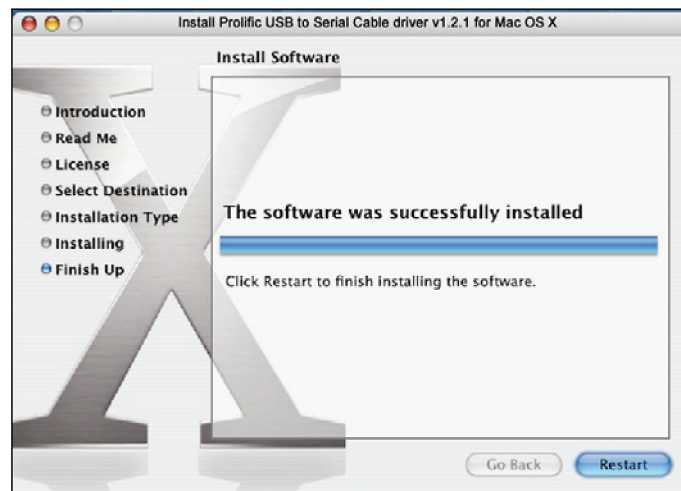 Install Prolific USB to Serial Cable driver v1.2.1 for Mac OS X
Install Software
Introduction
Read Me
License
Select Destination
Installation Type
Installing
Finish Up
The software was successfully installed
Click Restart to finish installing the software.
Go Back
Restart